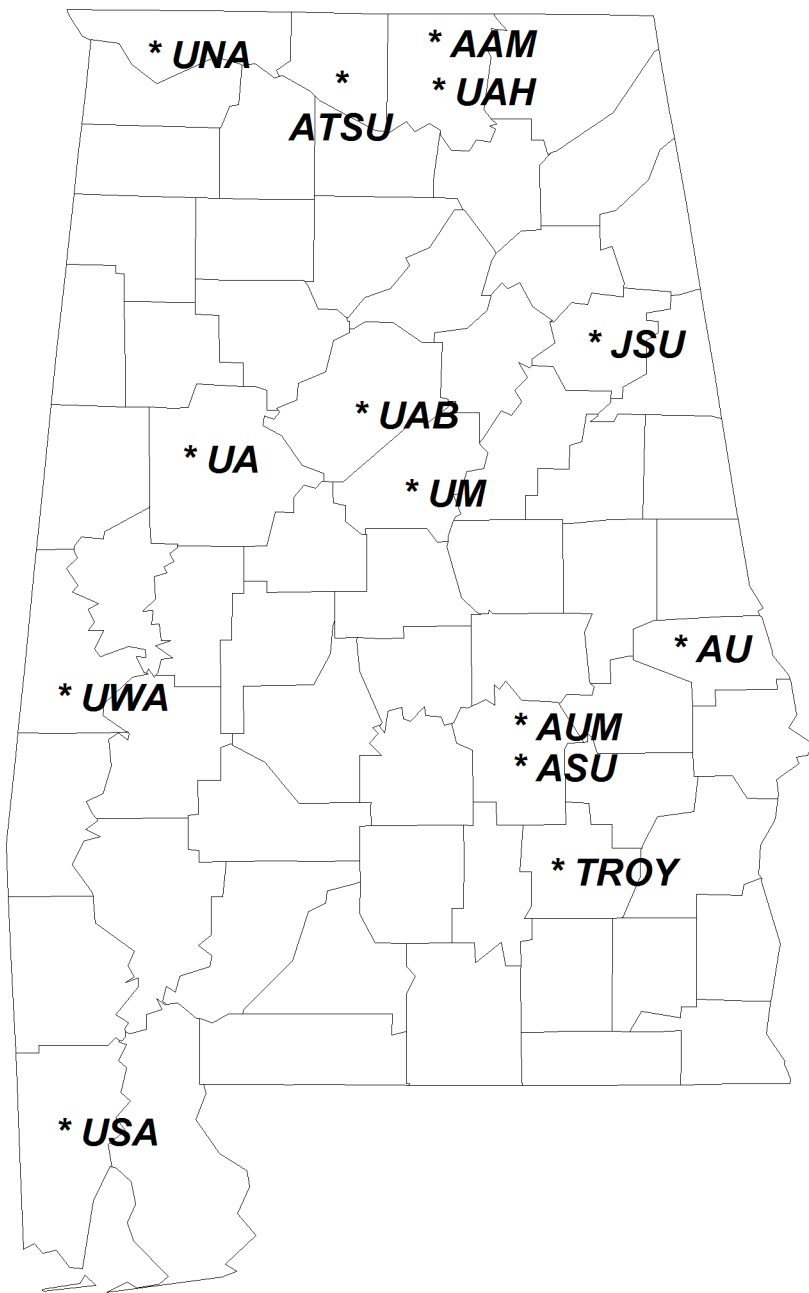 * UNA
* AAM
*
ATSU
* UAH
* JSU
* UAB
* UA
* UM
* AU
* UWA
* AUM
* ASU
* TROY
* USA